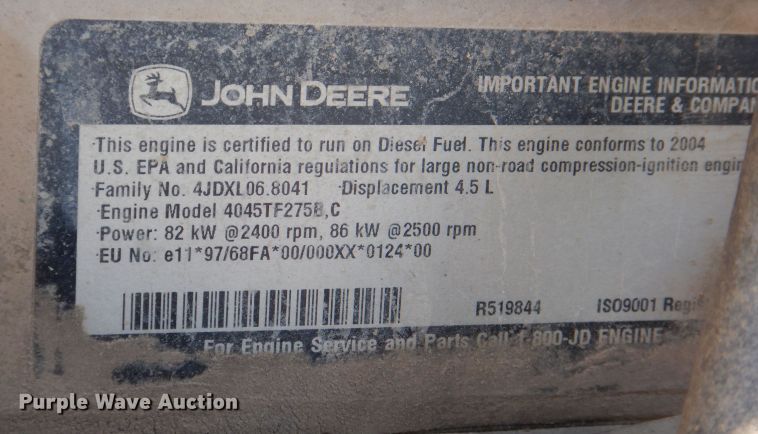 JOHN DEERE
IMPORTANT ENGINE INFORMATIO
DEERE & COMPAN
This engine is certified to run on Diesel Fuel. This engine conforms to 2004
U.S. EPA and California regulations for large non-road compression-ignition engin
Family No. 4JDXL06.8041 Displacement 4.5 L
Engine Model 4045TF275B,C
Power: 82 kW @2400 rpm, 86 kW @2500 rpm
EU No: e11*97/68FA*00/000XX*0124*00
R519844 ISO9001 Regi
For Engine Service and Parts Call 1-800-JD ENGINE
Purple Wave Auction